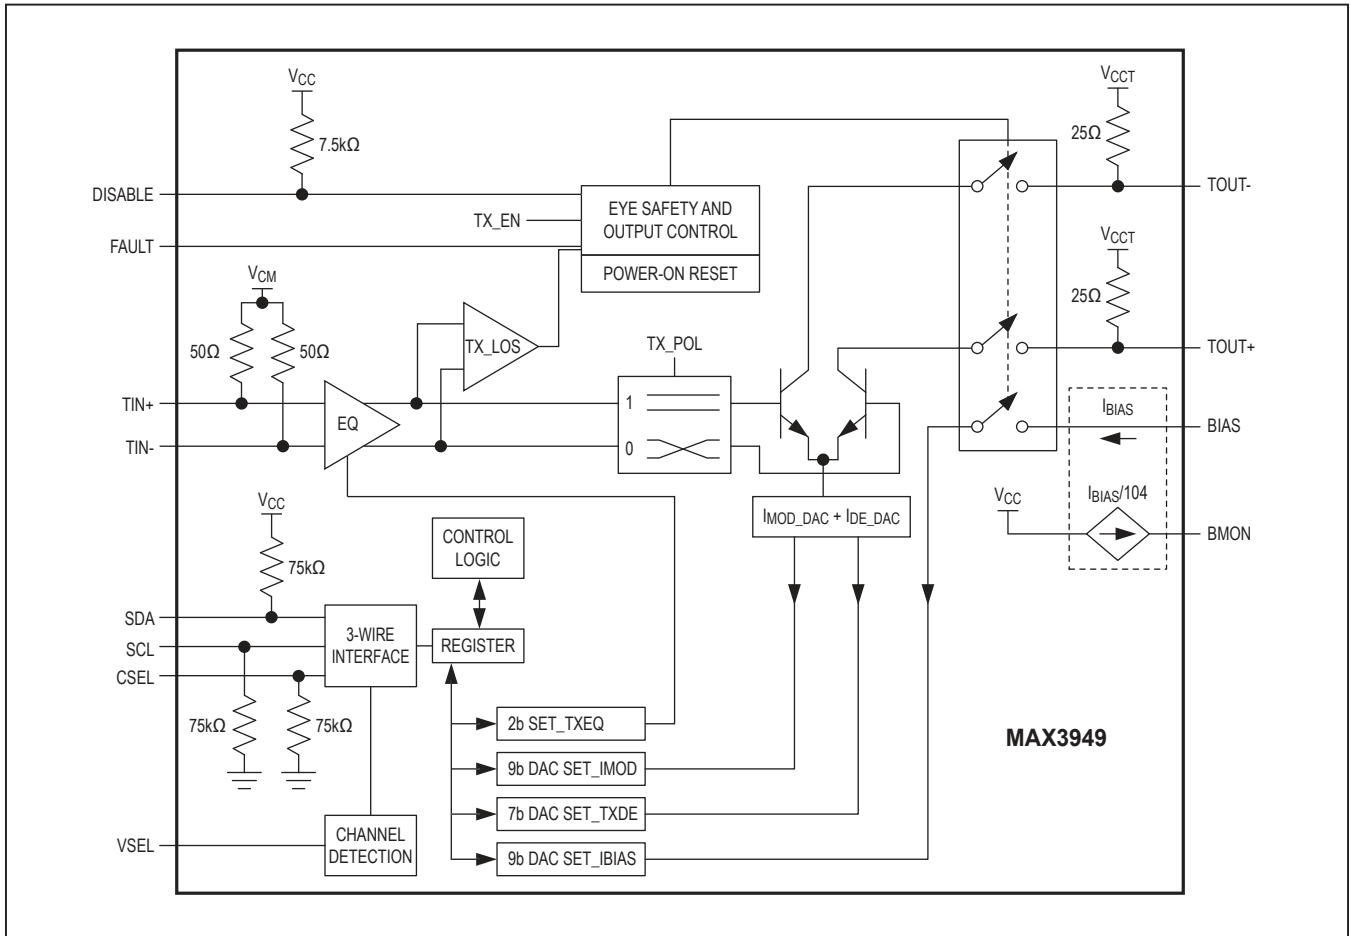 VCC
7.5kΩ
DISABLE
TX_EN
FAULT
EYE SAFETY AND
OUTPUT CONTROL
POWER-ON RESET
VCCT
25Ω
TOUT-
VCCT
25Ω
TOUT+
VCM
50Ω
50Ω
TX_LOS
TX_POL
TIN+
TIN-
EQ
1
0
IBIAS
BIAS
VCC
IBIAS/104
BMON
IMOD_DAC + IDE_DAC
VCC
75kΩ
CONTROL
LOGIC
SDA
SCL
CSEL
3-WIRE
INTERFACE
REGISTER
75kΩ
75kΩ
2b SET_TXEQ
9b DAC SET_IMOD
7b DAC SET_TXDE
9b DAC SET_IBIAS
MAX3949
VSEL
CHANNEL
DETECTION